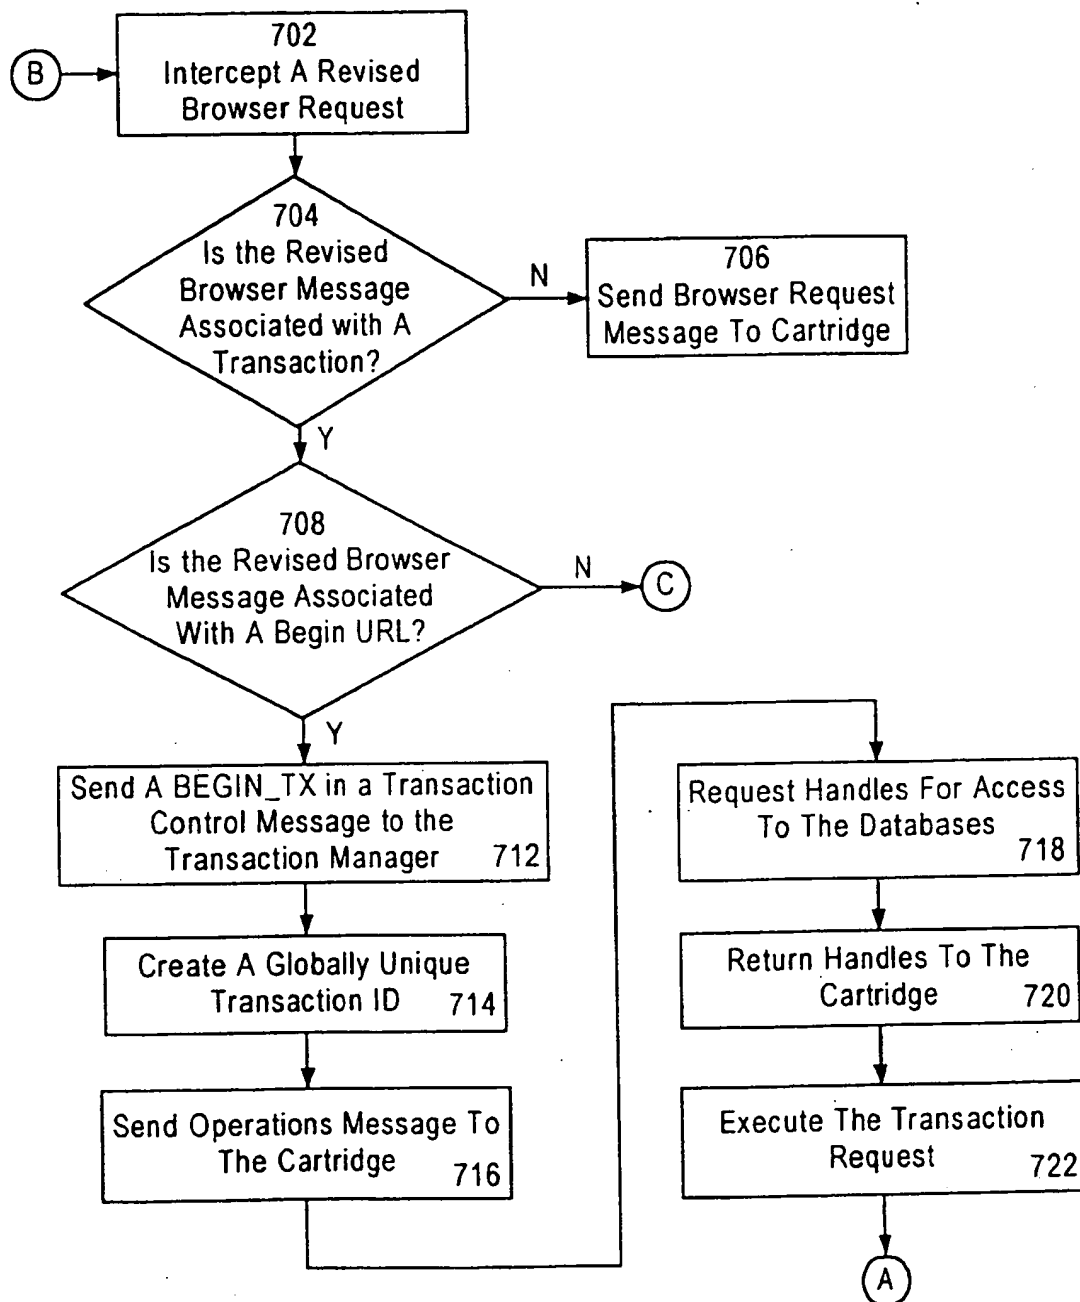 B
702
Intercept A Revised
Browser Request
704
Is the Revised
Browser Message
Associated with A
Transaction?
N
706
Send Browser Request
Message To Cartridge
Y
708
Is the Revised Browser
Message Associated
With A Begin URL?
N
C
Y
Send A BEGIN_TX in a Transaction
Control Message to the
Transaction Manager 712
Create A Globally Unique
Transaction ID 714
Send Operations Message To
The Cartridge 716
Request Handles For Access
To The Databases
718
Return Handles To The
Cartridge 720
Execute The Transaction
Request 722
A